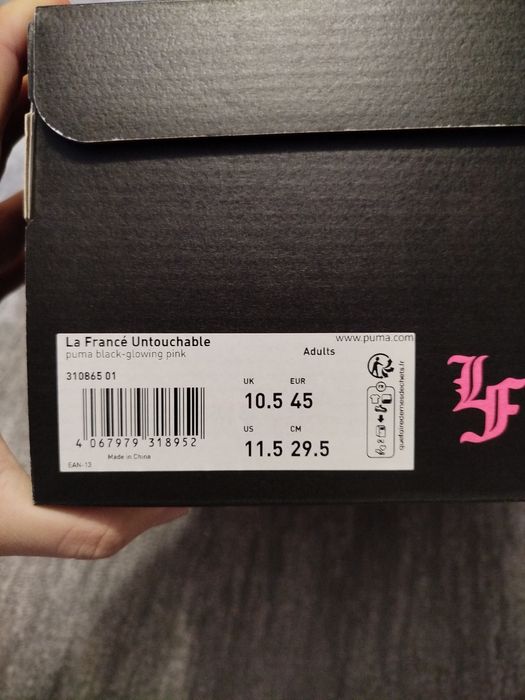 La Francé Untouchable
puma black-glowing pink
www.puma.com
Adults
310865 01
UK
EUR
10.5 45
US
CM
11.5 29.5
4 067979 318952
Made in China
EAN-13
quefairedemesdechets.fr
LF